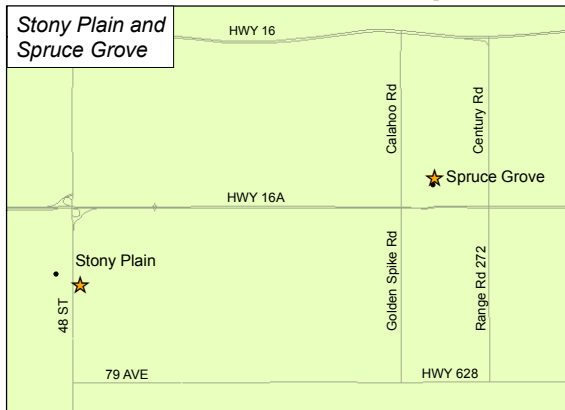 Stony Plain and
Spruce Grove
HWY 16
Calahoo Rd
Century Rd
Spruce Grove
HWY 16A
Stony Plain
48 ST
Golden Spike Rd
Range Rd 272
79 AVE
HWY 628